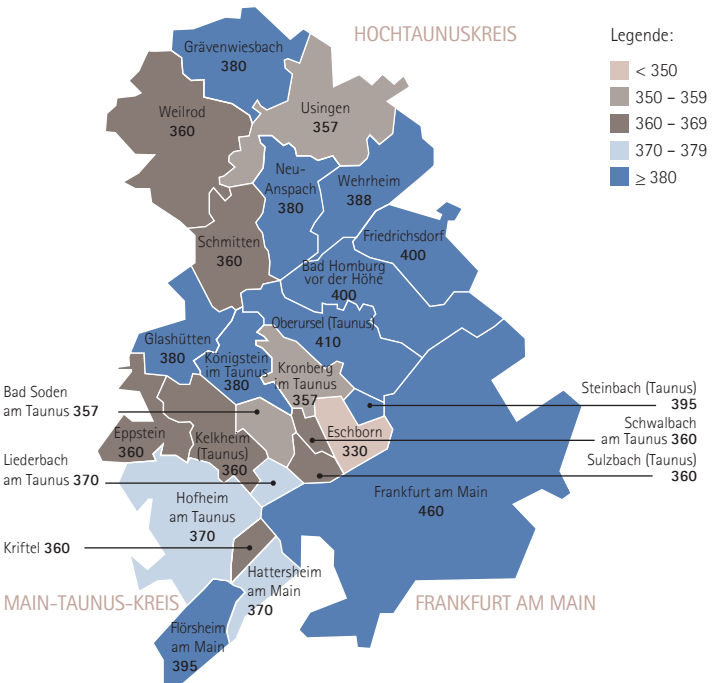 HOCHTAUNUSKREIS
Legende:
< 350
350 – 359
360 – 369
370 – 379
≥ 380
Grävenwiesbach
380
Weilrod
360
Usingen
357
Neu-
Anspach
380
Wehrheim
388
Schmitten
360
Friedrichsdorf
400
Bad Homburg
vor der Höhe
400
Oberursel (Taunus)
410
Glashütten
380
Königstein
im Taunus
380
Kronberg
im Taunus
357
Bad Soden
am Taunus 357
Steinbach (Taunus)
395
Eppstein
360
Kelkheim
(Taunus)
360
Eschborn
330
Schwalbach
am Taunus 360
Liederbach
am Taunus 370
Sulzbach (Taunus)
360
Hofheim
am Taunus
370
Frankfurt am Main
460
Kriftel 360
Hattersheim
am Main
370
MAIN-TAUNUS-KREIS
FRANKFURT AM MAIN
Flörsheim
am Main
395